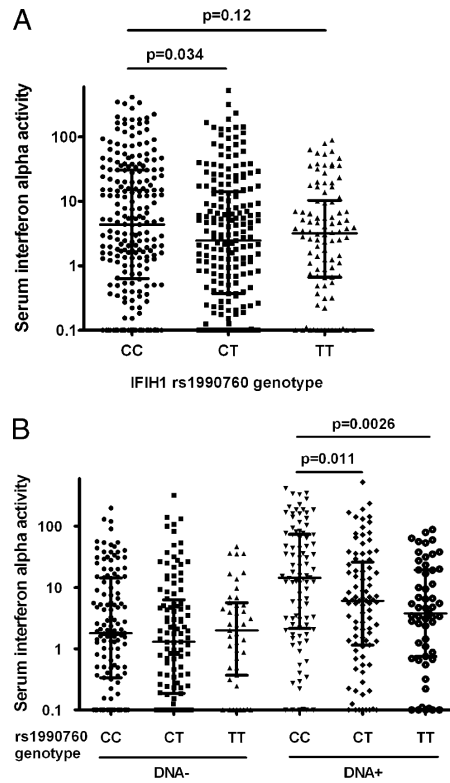 A
p=0.12
p=0.034
Serum interferon alpha activity
100
10
1
0.1
CC CT TT
IFIH1 rs1990760 genotype
B
p=0.0026
p=0.011
Serum interferon alpha activity
100
10
1
0.1
rs1990760 genotype CC CT TT CC CT TT
DNA- DNA+